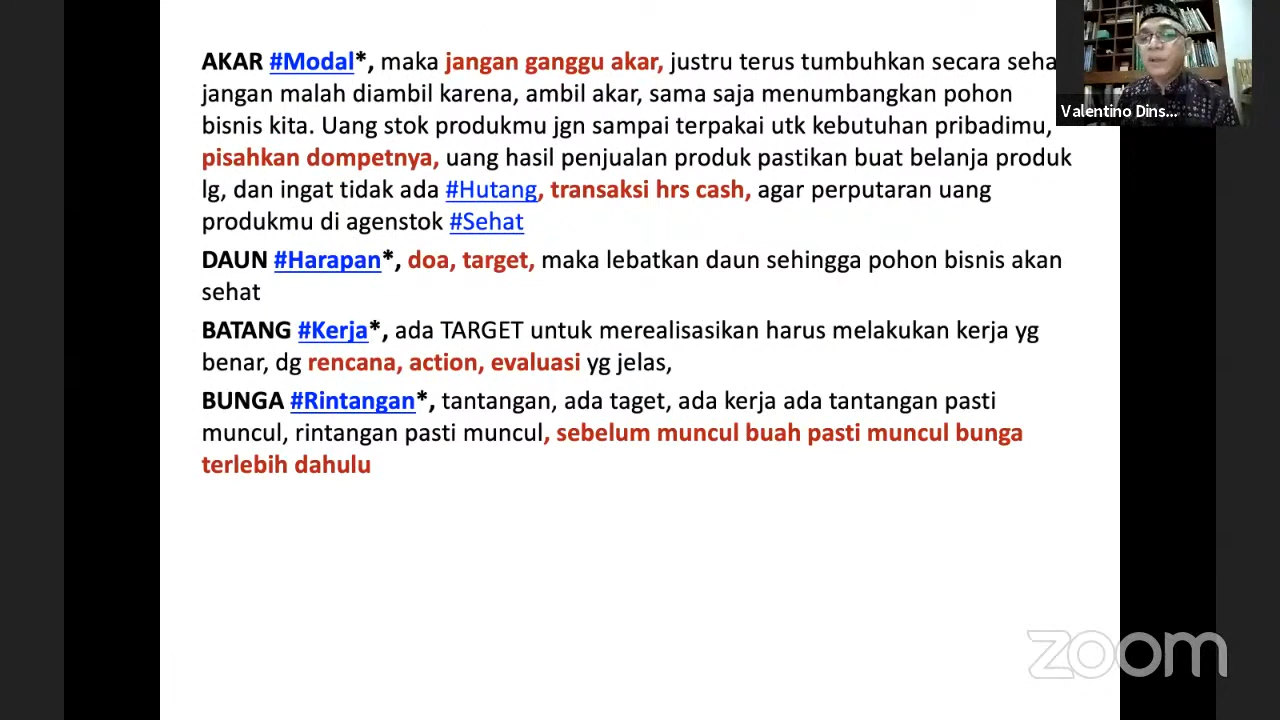 AKAR #Modal*, maka jangan ganggu akar, justru terus tumbuhkan secara seha
jangan malah diambil karena, ambil akar, sama saja menumbangkan pohon
bisnis kita. Uang stok produkmu jgn sampai terpakai utk kebutuhan pribadimu,
pisahkan dompetnya, uang hasil penjualan produk pastikan buat belanja produk
lg, dan ingat tidak ada #Hutang, transaksi hrs cash, agar perputaran uang
produkmu di agenstok #Sehat
DAUN #Harapan*, doa, target, maka lebatkan daun sehingga pohon bisnis akan
sehat
BATANG #Kerja*, ada TARGET untuk merealisasikan harus melakukan kerja yg
benar, dg rencana, action, evaluasi yg jelas,
BUNGA #Rintangan*, tantangan, ada taget, ada kerja ada tantangan pasti
muncul, rintangan pasti muncul, sebelum muncul buah pasti muncul bunga
terlebih dahulu
Valentino Dins...
zoom